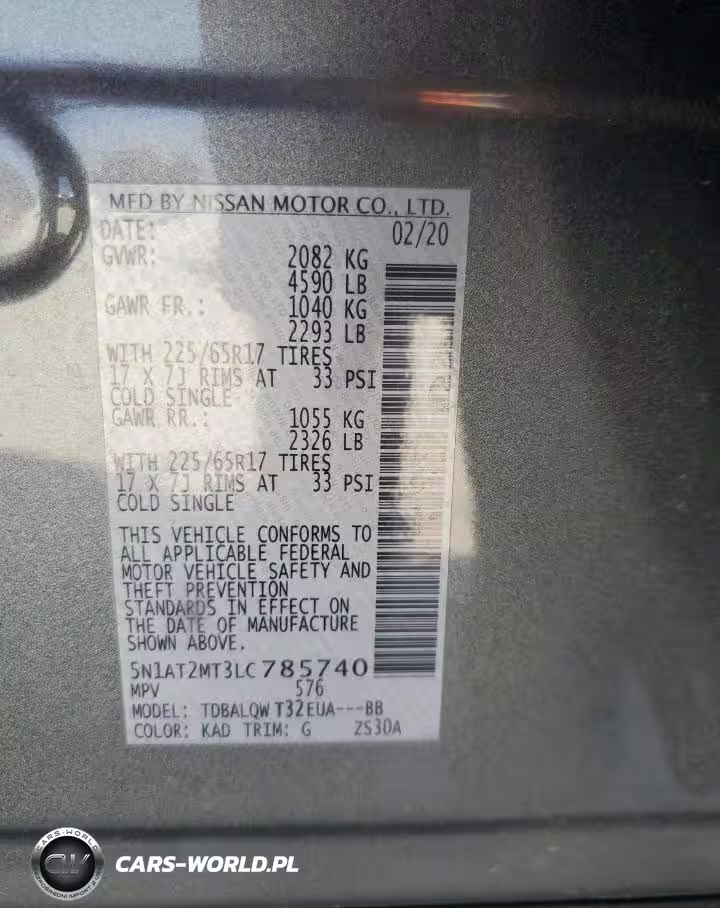 MFD BY NISSAN MOTOR CO., LTD.
DATE: 02/20
GVWR: 2082 KG
4590 LB
GAWR FR.: 1040 KG
2293 LB
WITH 225/65R17 TIRES
17 X 7J RIMS AT 33 PSI
COLD SINGLE
GAWR RR.: 1055 KG
2326 LB
WITH 225/65R17 TIRES
17 X 7J RIMS AT 33 PSI
COLD SINGLE
THIS VEHICLE CONFORMS TO
ALL APPLICABLE FEDERAL
MOTOR VEHICLE SAFETY AND
THEFT PREVENTION
STANDARDS IN EFFECT ON
THE DATE OF MANUFACTURE
SHOWN ABOVE.
5N1AT2MT3LC785740
MPV 576
MODEL: TDBALQW T32EUA---BB
COLOR: KAD TRIM: G ZS30A
CARS-WORLD
CW
CARS-WORLD.PL